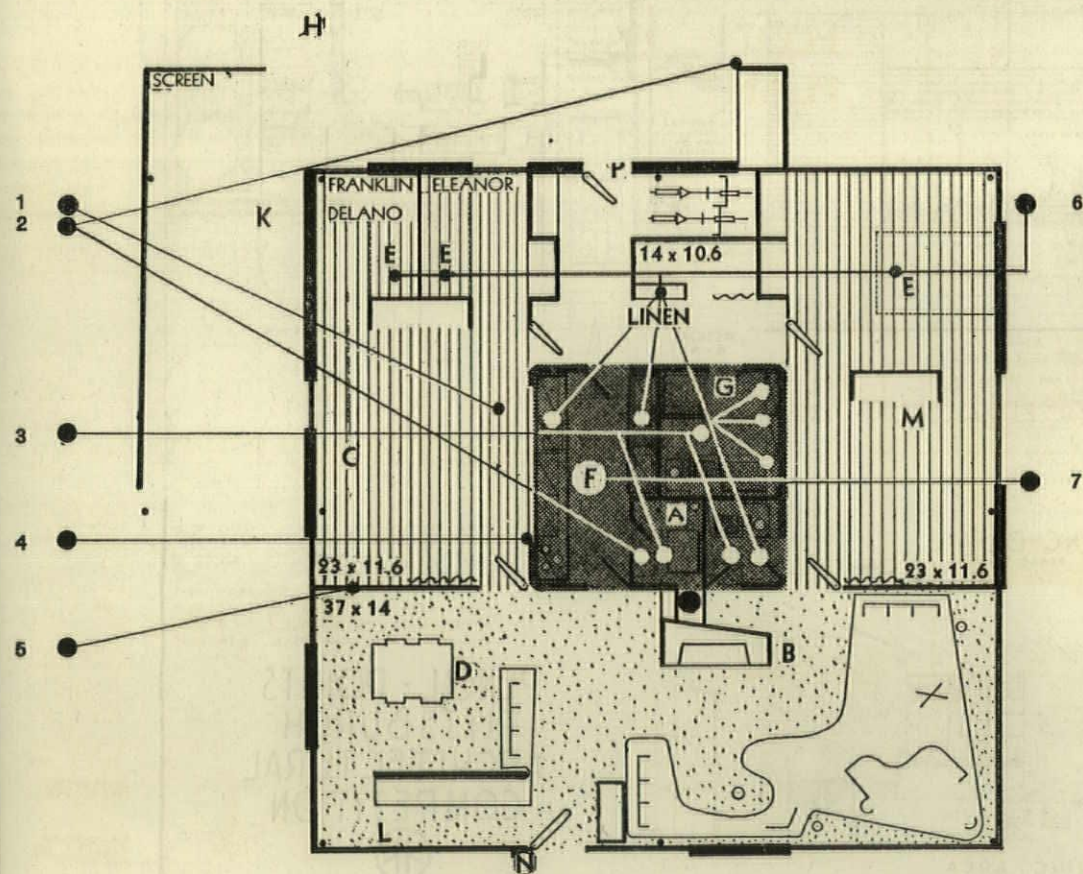 H
SCREEN
FRANKLIN ELEANOR
DELANO
P
1
2
K
6
E E
14 x 10.6
E
LINEN
G
M
3
C
F
7
A
4
23 x 11.6
23 x 11.6
37 x 14
5
D
B
L
N